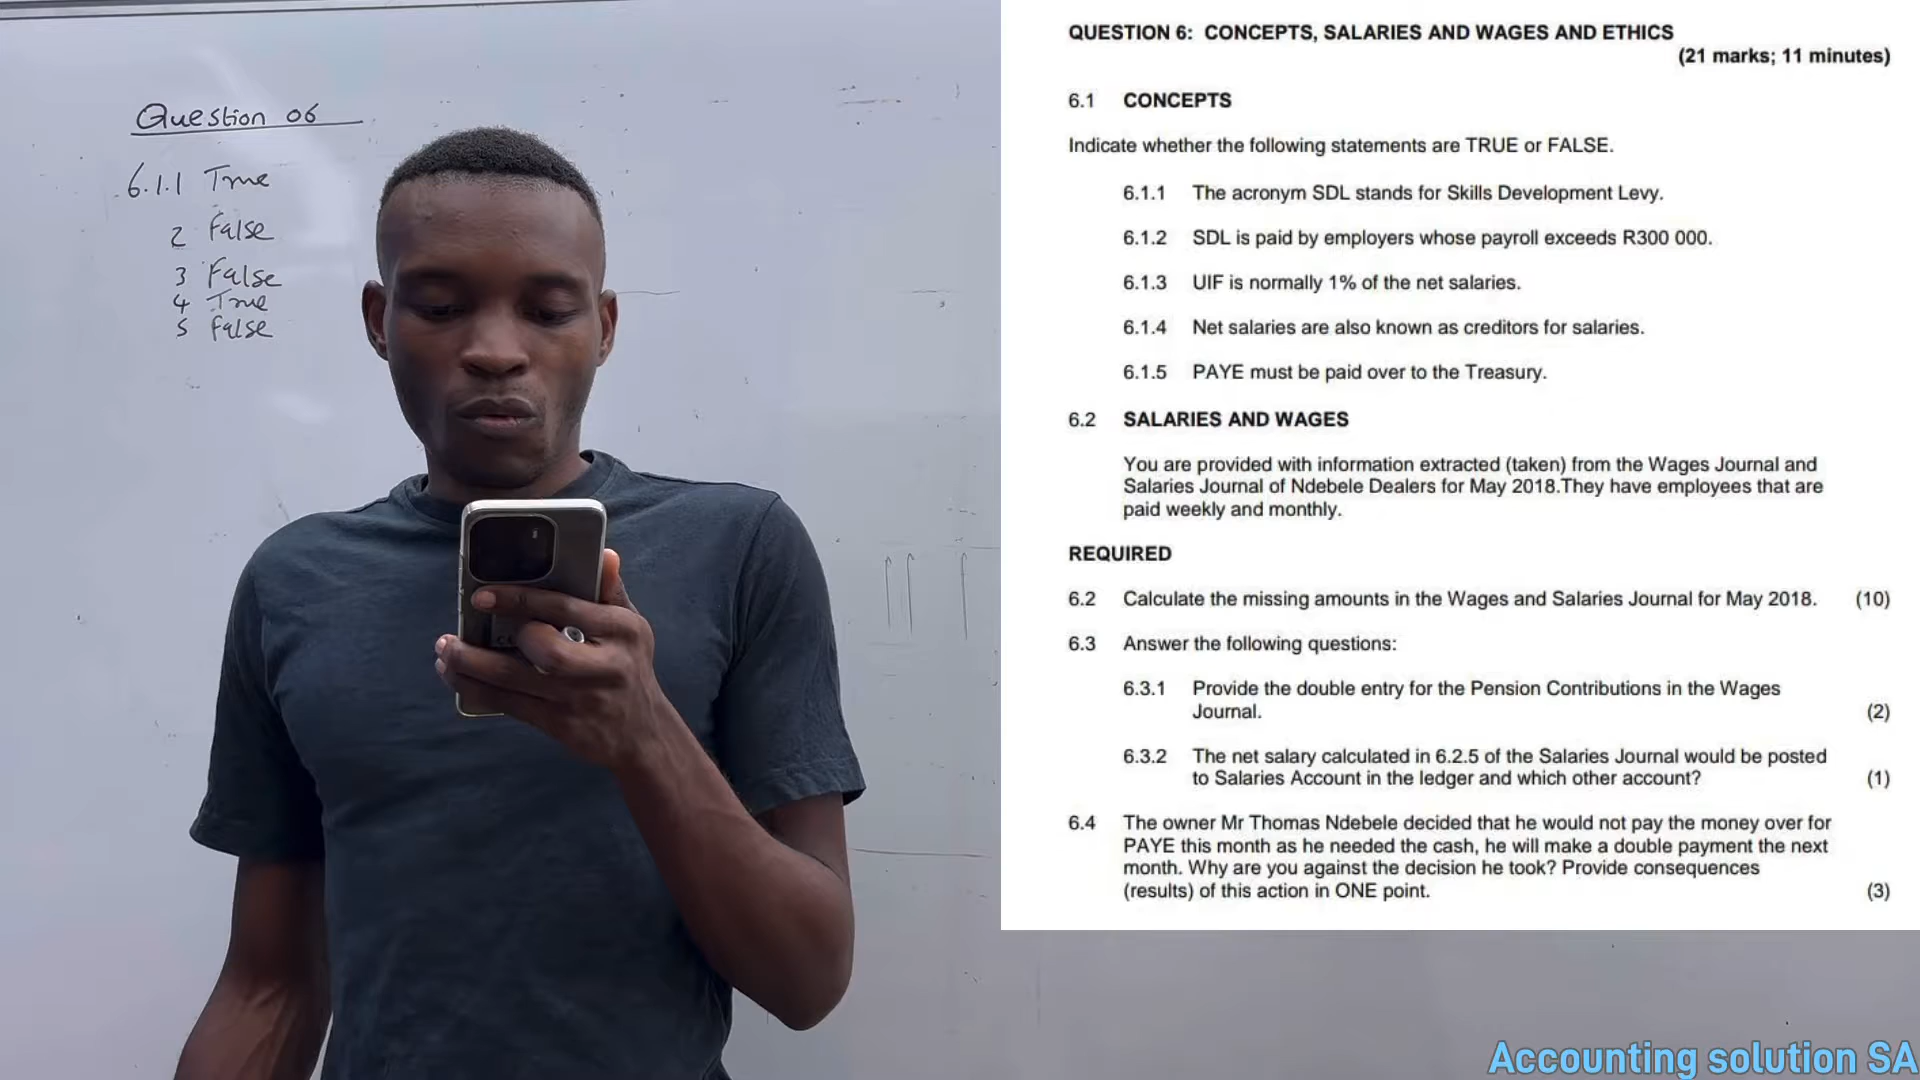 Question 06
6.1.1 True
2 False
3 False
4 True
5 False
QUESTION 6: CONCEPTS, SALARIES AND WAGES AND ETHICS
(21 marks; 11 minutes)
6.1 CONCEPTS
Indicate whether the following statements are TRUE or FALSE.
6.1.1 The acronym SDL stands for Skills Development Levy.
6.1.2 SDL is paid by employers whose payroll exceeds R300 000.
6.1.3 UIF is normally 1% of the net salaries.
6.1.4 Net salaries are also known as creditors for salaries.
6.1.5 PAYE must be paid over to the Treasury.
6.2 SALARIES AND WAGES
You are provided with information extracted (taken) from the Wages Journal and
Salaries Journal of Ndebele Dealers for May 2018.They have employees that are
paid weekly and monthly.
REQUIRED
6.2 Calculate the missing amounts in the Wages and Salaries Journal for May 2018. (10)
6.3 Answer the following questions:
6.3.1 Provide the double entry for the Pension Contributions in the Wages
Journal. (2)
6.3.2 The net salary calculated in 6.2.5 of the Salaries Journal would be posted
to Salaries Account in the ledger and which other account? (1)
6.4 The owner Mr Thomas Ndebele decided that he would not pay the money over for
PAYE this month as he needed the cash, he will make a double payment the next
month. Why are you against the decision he took? Provide consequences
(results) of this action in ONE point. (3)
Accounting solution SA